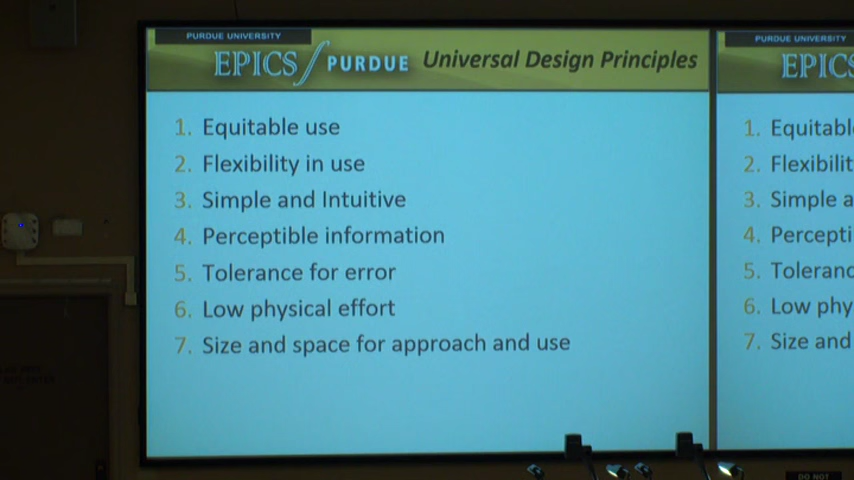 PURDUE UNIVERSITY
EPICS PURDUE Universal Design Principles
1. Equitable use
2. Flexibility in use
3. Simple and Intuitive
4. Perceptible information
5. Tolerance for error
6. Low physical effort
7. Size and space for approach and use
PURDUE UNIVERSITY
EPICS
1. Equitabl
2. Flexibilit
3. Simple a
4. Percepti
5. Toleranc
6. Low phy
7. Size and
DO NOT